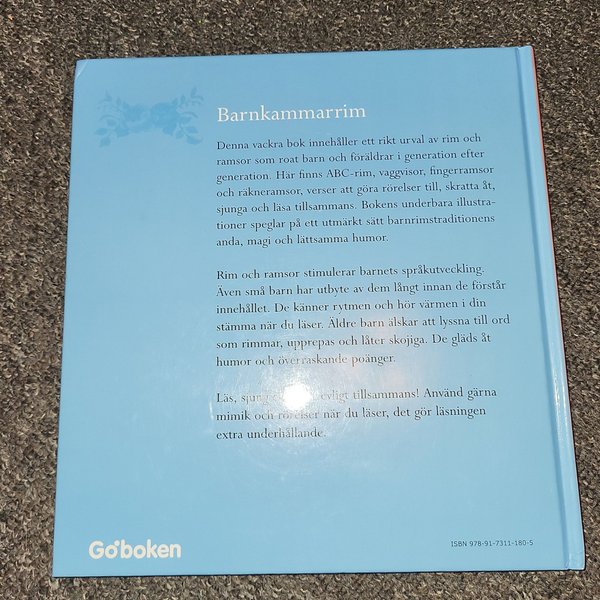 Barnkammarrim
Denna vackra bok innehåller ett rikt urval av rim och
ramsor som roat barn och föräldrar i generation efter
generation. Här finns ABC-rim, vaggvisor, fingerramsor
och räkneramsor, verser att göra rörelser till, skratta åt,
sjunga och läsa tillsammans. Bokens underbara illustra-
tioner speglar på ett utmärkt sätt barnrimstraditionens
anda, magi och lättsamma humor.
Rim och ramsor stimulerar barnets språkutveckling.
Även små barn har utbyte av dem långt innan de förstår
innehållet. De känner rytmen och hör värmen i din
stämma när du läser. Äldre barn älskar att lyssna till ord
som rimmar, upprepas och låter skojiga. De gläds åt
humor och överraskande poänger.
Läs, sjung tillsammans! Använd gärna
mimik och rörelser när du läser, det gör läsningen
extra underhållande.
Goboken
ISBN 978-91-7311-180-5